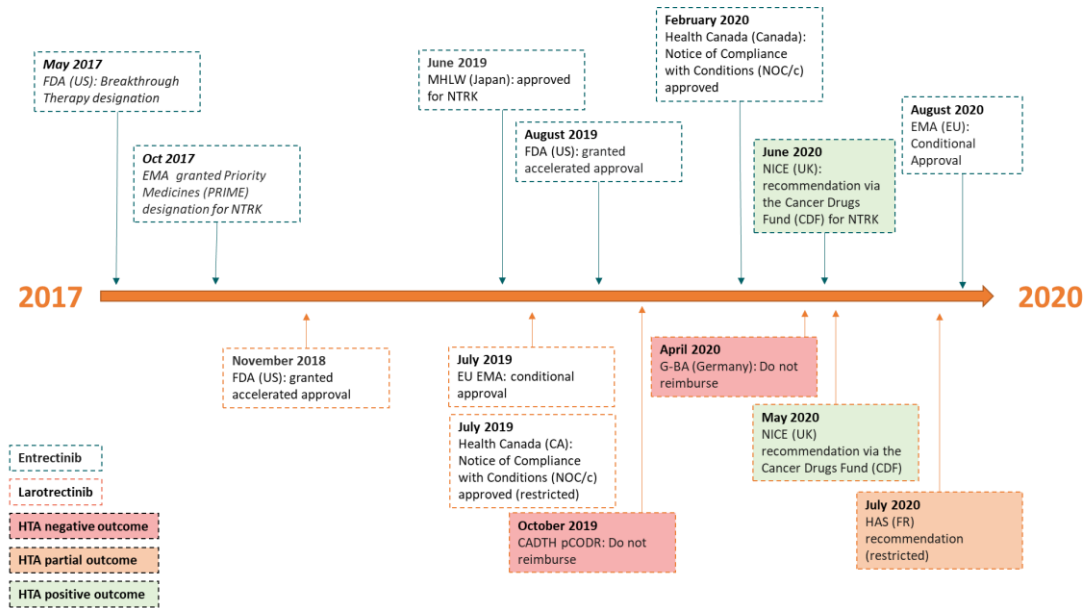 May 2017
FDA (US): Breakthrough
Therapy designation
Oct 2017
EMA granted Priority
Medicines (PRIME)
designation for NTRK
June 2019
MHLW (Japan): approved
for NTRK
August 2019
FDA (US): granted
accelerated approval
February 2020
Health Canada (Canada):
Notice of Compliance
with Conditions (NOC/c)
approved
June 2020
NICE (UK):
recommendation via
the Cancer Drugs
Fund (CDF) for NTRK
August 2020
EMA (EU):
Conditional
Approval
2017
2020
November 2018
FDA (US): granted
accelerated approval
July 2019
EU EMA: conditional
approval
July 2019
Health Canada (CA):
Notice of Compliance
with Conditions (NOC/c)
approved (restricted)
October 2019
CADTH pCODR: Do not
reimburse
April 2020
G-BA (Germany): Do not
reimburse
May 2020
NICE (UK)
recommendation via the
Cancer Drugs Fund (CDF)
July 2020
HAS (FR)
recommendation
(restricted)
Entrectinib
Larotrectinib
HTA negative outcome
HTA partial outcome
HTA positive outcome